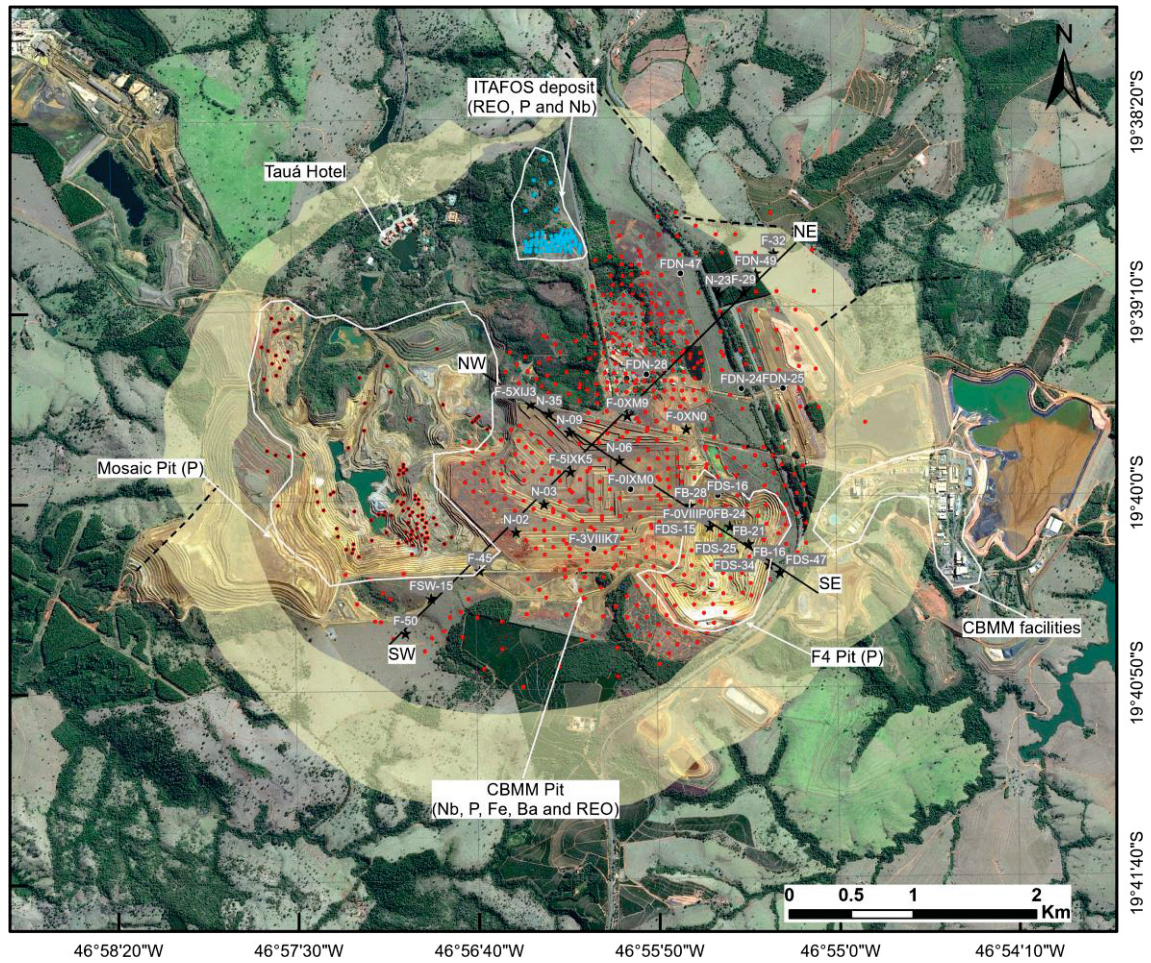 N
ITAFOS deposit
(REO, P and Nb)
Tauá Hotel
NE
F-32
FDN-49
FDN-47
N-23F-29
NW
FDN-28
FDN-24FDN-25
F-5XIJ3
N-35
F-0XM9
N-09
F-0XN0
Mosaic Pit (P)
N-06
F-5IXK5
F-0IXM0
FDS-16
FB-28
N-03
F-0VIIIP0FB-24
FDS-15
N-02
FB-21
F-3VIIIK7
FDS-25
FB-16
F-45
FDS-34
FDS-47
FSW-15
SE
F-50
SW
CBMM facilities
F4 Pit (P)
CBMM Pit
(Nb, P, Fe, Ba and REO)
0
0.5
1
2
Km
19°38'20"S
19°39'10"S
19°40'0"S
19°40'50"S
19°41'40"S
46°58'20"W
46°57'30"W
46°56'40"W
46°55'50"W
46°55'0"W
46°54'10"W